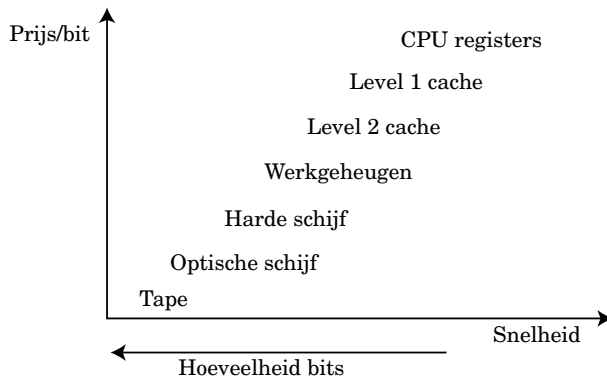 Prijs/bit
CPU registers
Level 1 cache
Level 2 cache
Werkgeheugen
Harde schijf
Optische schijf
Tape
Snelheid
Hoeveelheid bits